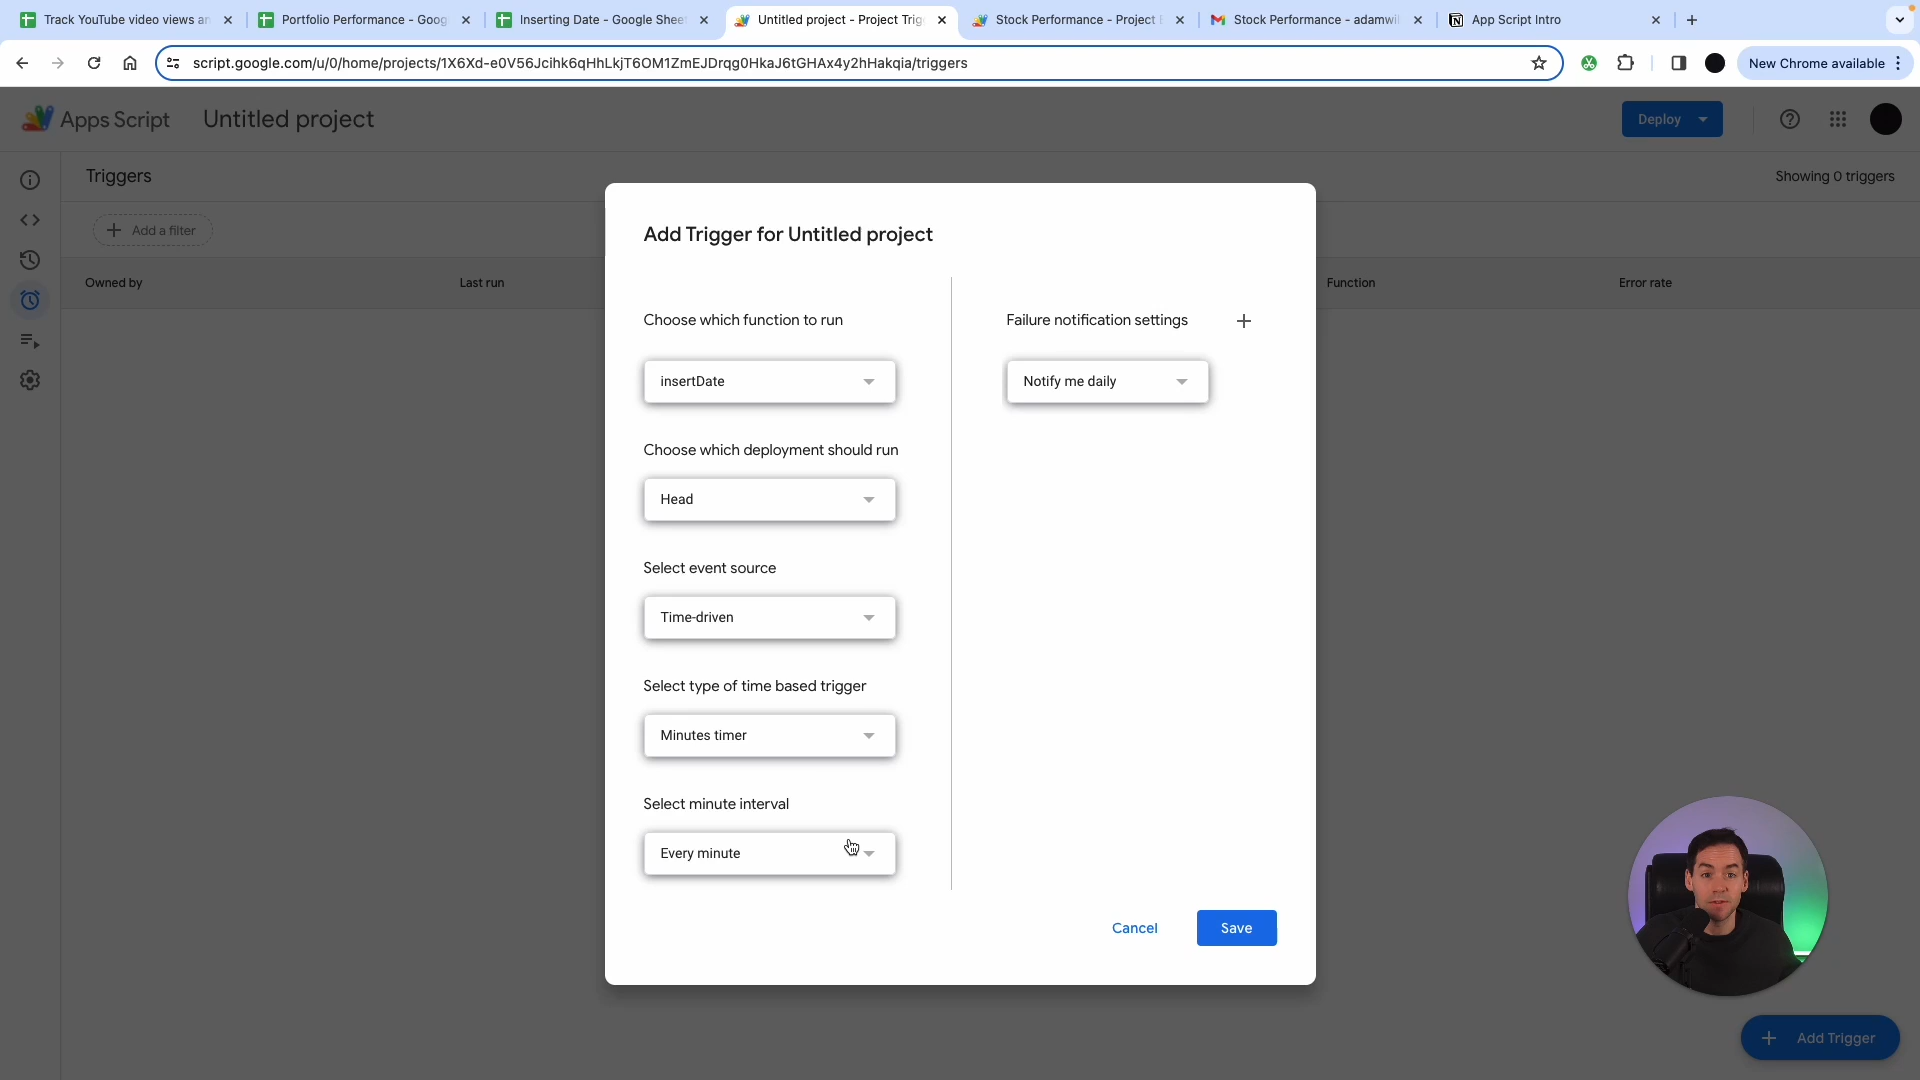 Track YouTube video views an
Portfolio Performance - Goog
Inserting Date - Google Shee
Untitled project - Project Trig
Stock Performance - Project E
Stock Performance - adamwil
App Script Intro
script.google.com/u/0/home/projects/1X6Xd-e0V56Jcihk6qHhLkjT6OM1ZmEJDrqg0HkaJ6tGHAx4y2hHakqia/triggers
New Chrome available
Apps Script
Untitled project
Deploy
Triggers
Showing 0 triggers
Add a filter
Owned by
Last run
Function
Error rate
Add Trigger for Untitled project
Choose which function to run
insertDate
Choose which deployment should run
Head
Select event source
Time-driven
Select type of time based trigger
Minutes timer
Select minute interval
Every minute
Failure notification settings
Notify me daily
Cancel
Save
Add Trigger